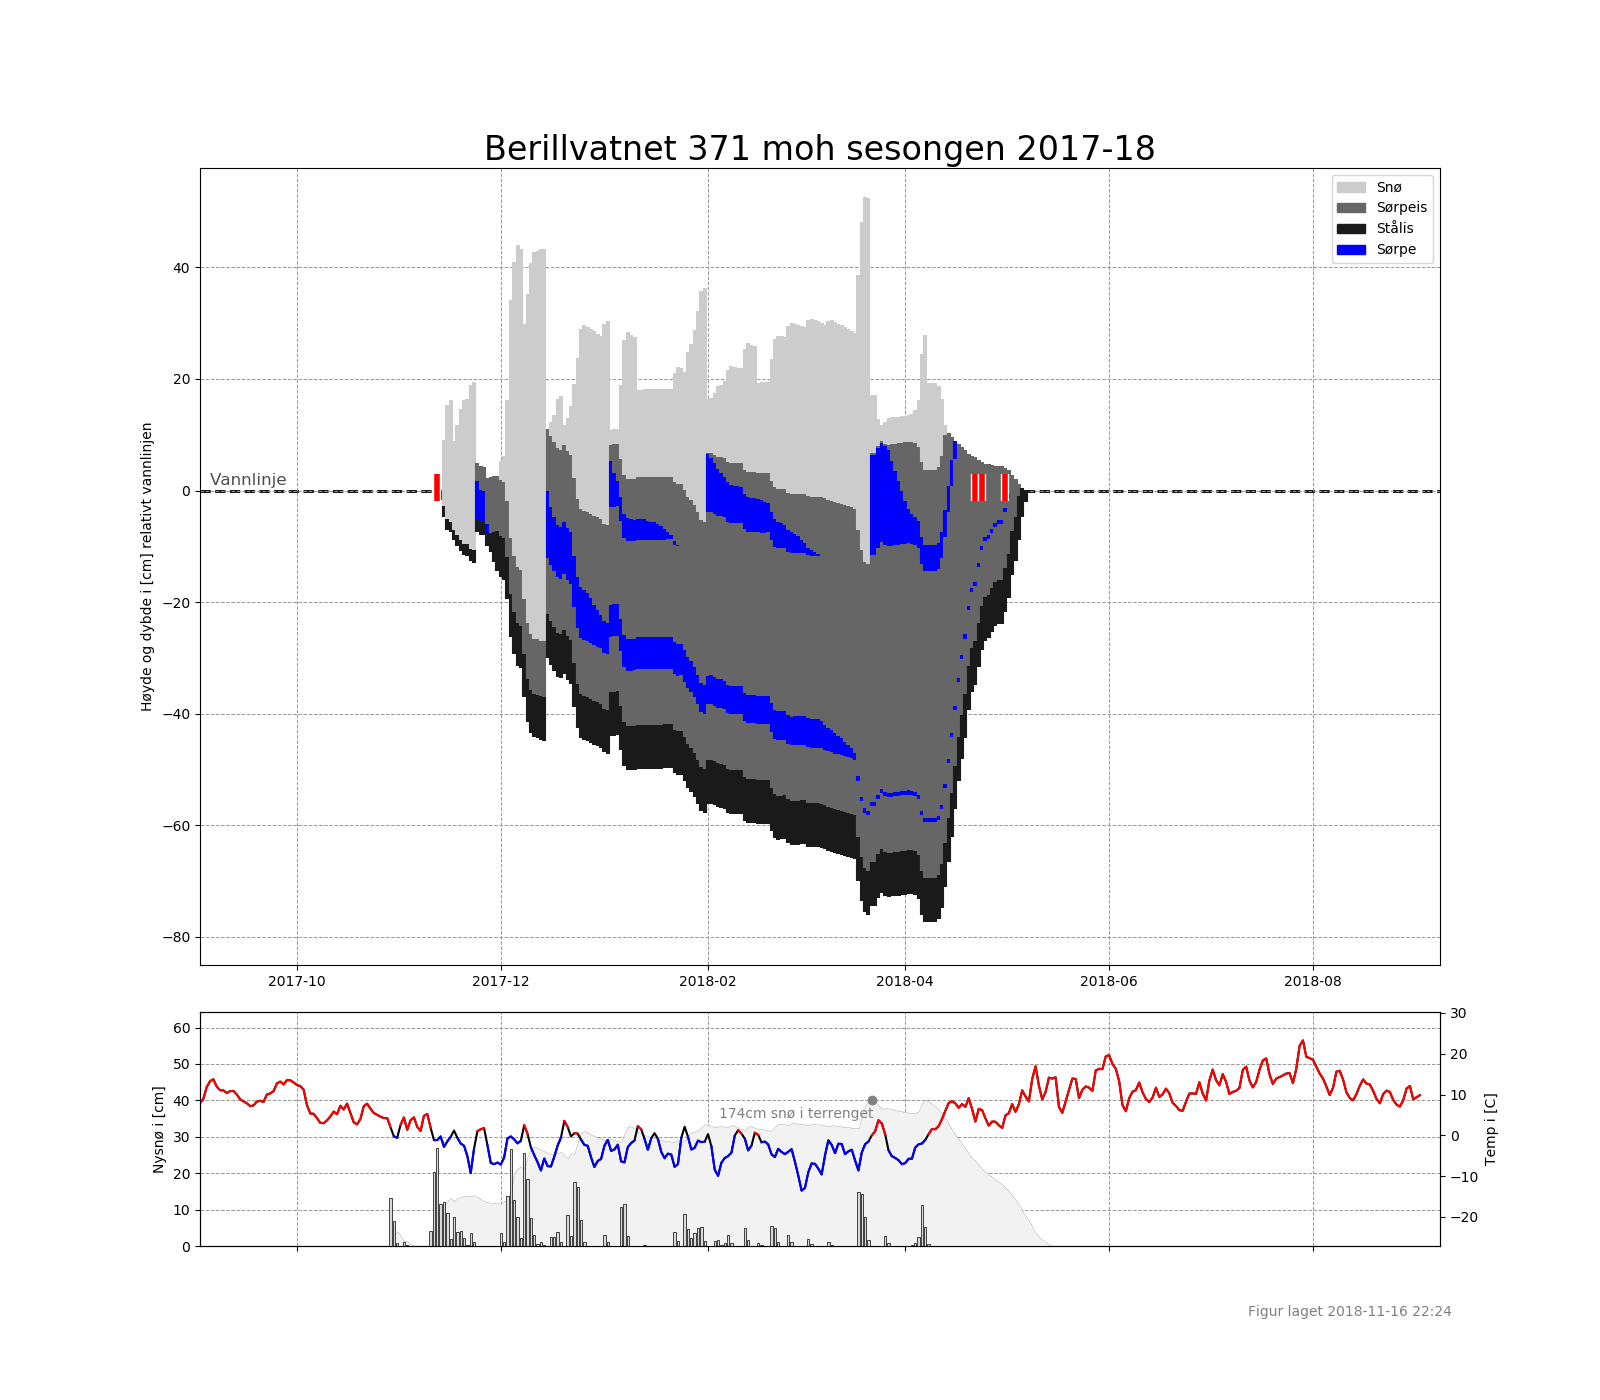 Berillvatnet 371 moh sesongen 2017-18
Snø
Sørpeis
Stålis
Sørpe
Høyde og dybde i [cm] relativt vannlinjen
40
20
0
−20
−40
−60
−80
Vannlinje
2017-10
2017-12
2018-02
2018-04
2018-06
2018-08
Nysnø i [cm]
60
50
40
30
20
10
0
174cm snø i terrenget
30
20
10
0
−10
−20
Temp i [C]
Figur laget 2018-11-16 22:24